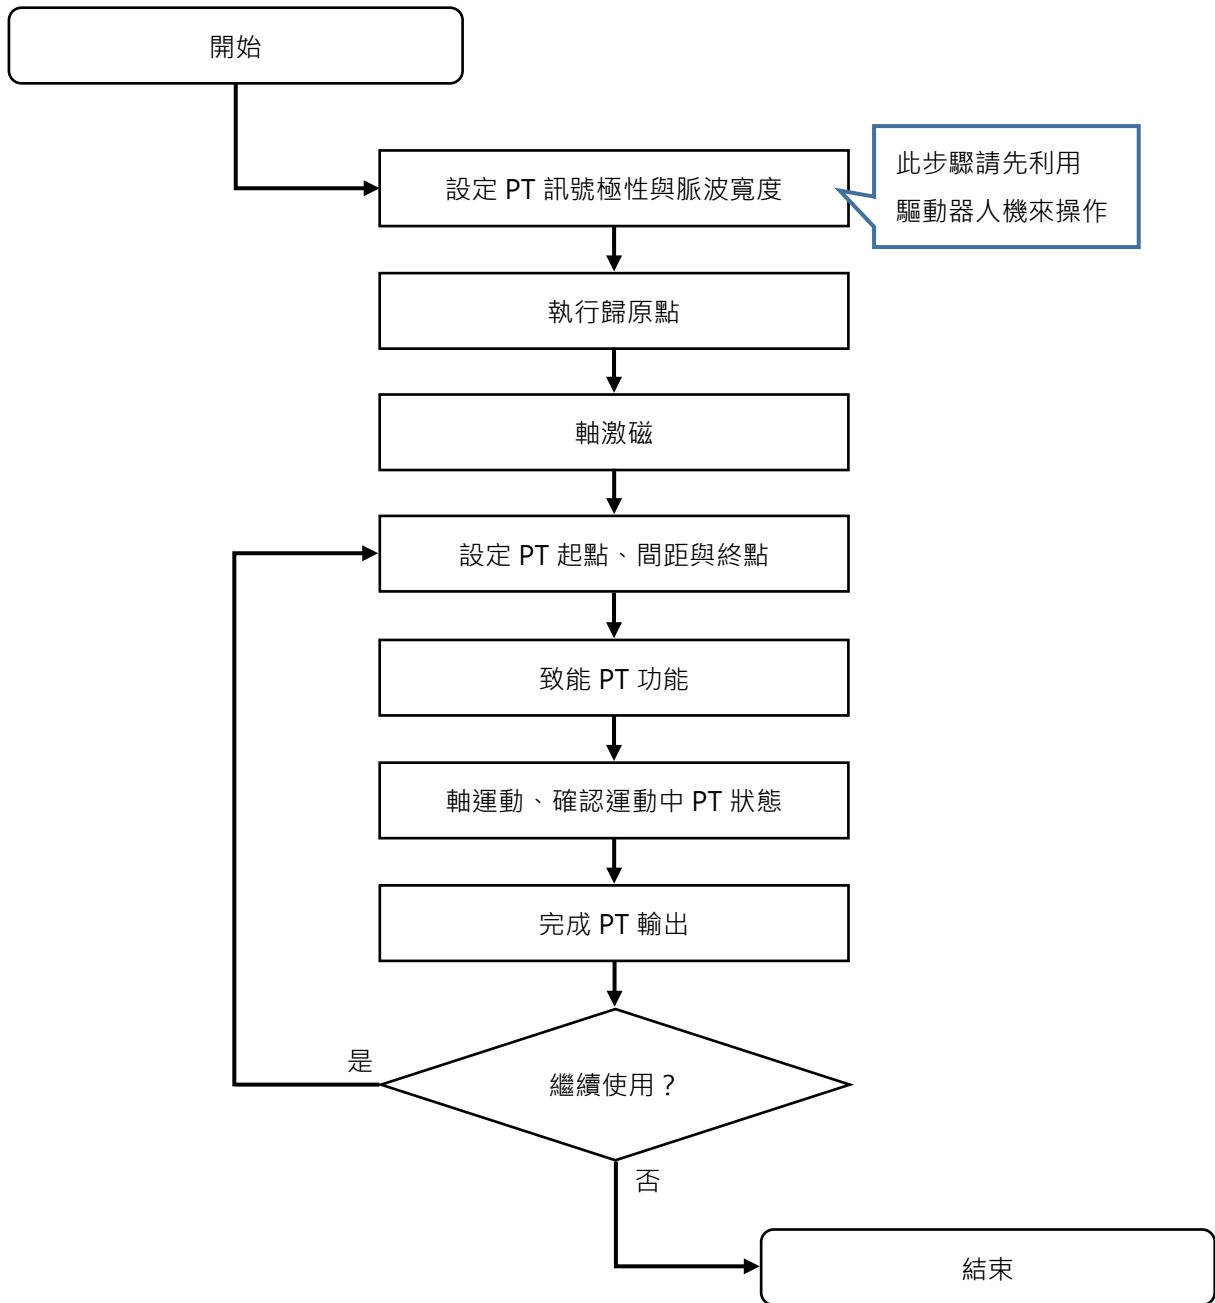 開始
設定 PT 訊號極性與脈波寬度
此步驟請先利用
驅動器人機來操作
執行歸原點
軸激磁
設定 PT 起點、間距與終點
致能 PT 功能
軸運動、確認運動中 PT 狀態
完成 PT 輸出
繼續使用？
是
否
結束